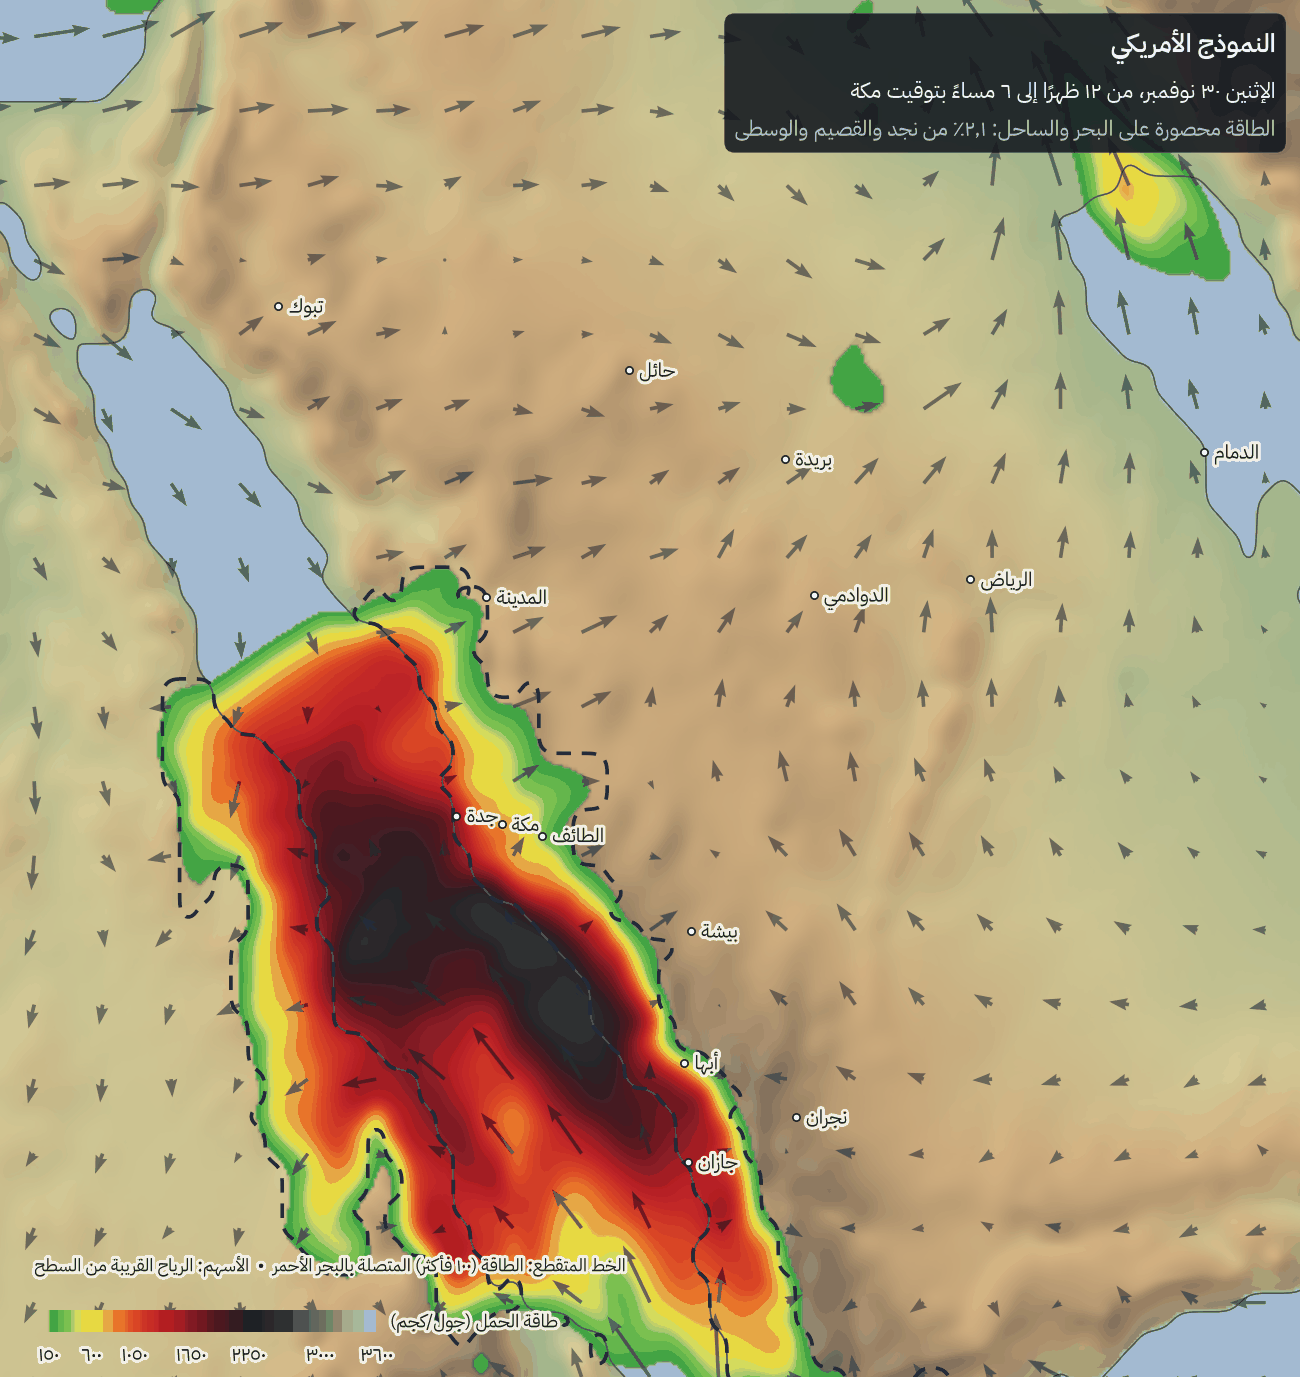 النموذج الأمريكي
الإثنين ٣٠ نوفمبر، من ١٢ ظهرًا إلى ٦ مساءً بتوقيت مكة
الطاقة محصورة على البحر والساحل: ٢٫١٪ من نجد والقصيم والوسطى
تبوك
حائل
الدمام
بريدة
الرياض
الدوادمي
المدينة
جدة
مكة
الطائف
بيشة
أبها
نجران
جازان
الخط المتقطع: الطاقة (١٠ فأكثر) المتصلة بالبحر الأحمر • الأسهم: الرياح القريبة من السطح
طاقة الحمل (جول/كجم)
١٥٠ ٦٠٠ ١٠٥٠ ١٦٥٠ ٢٢٥٠ ٣٠٠٠ ٣٦٠٠